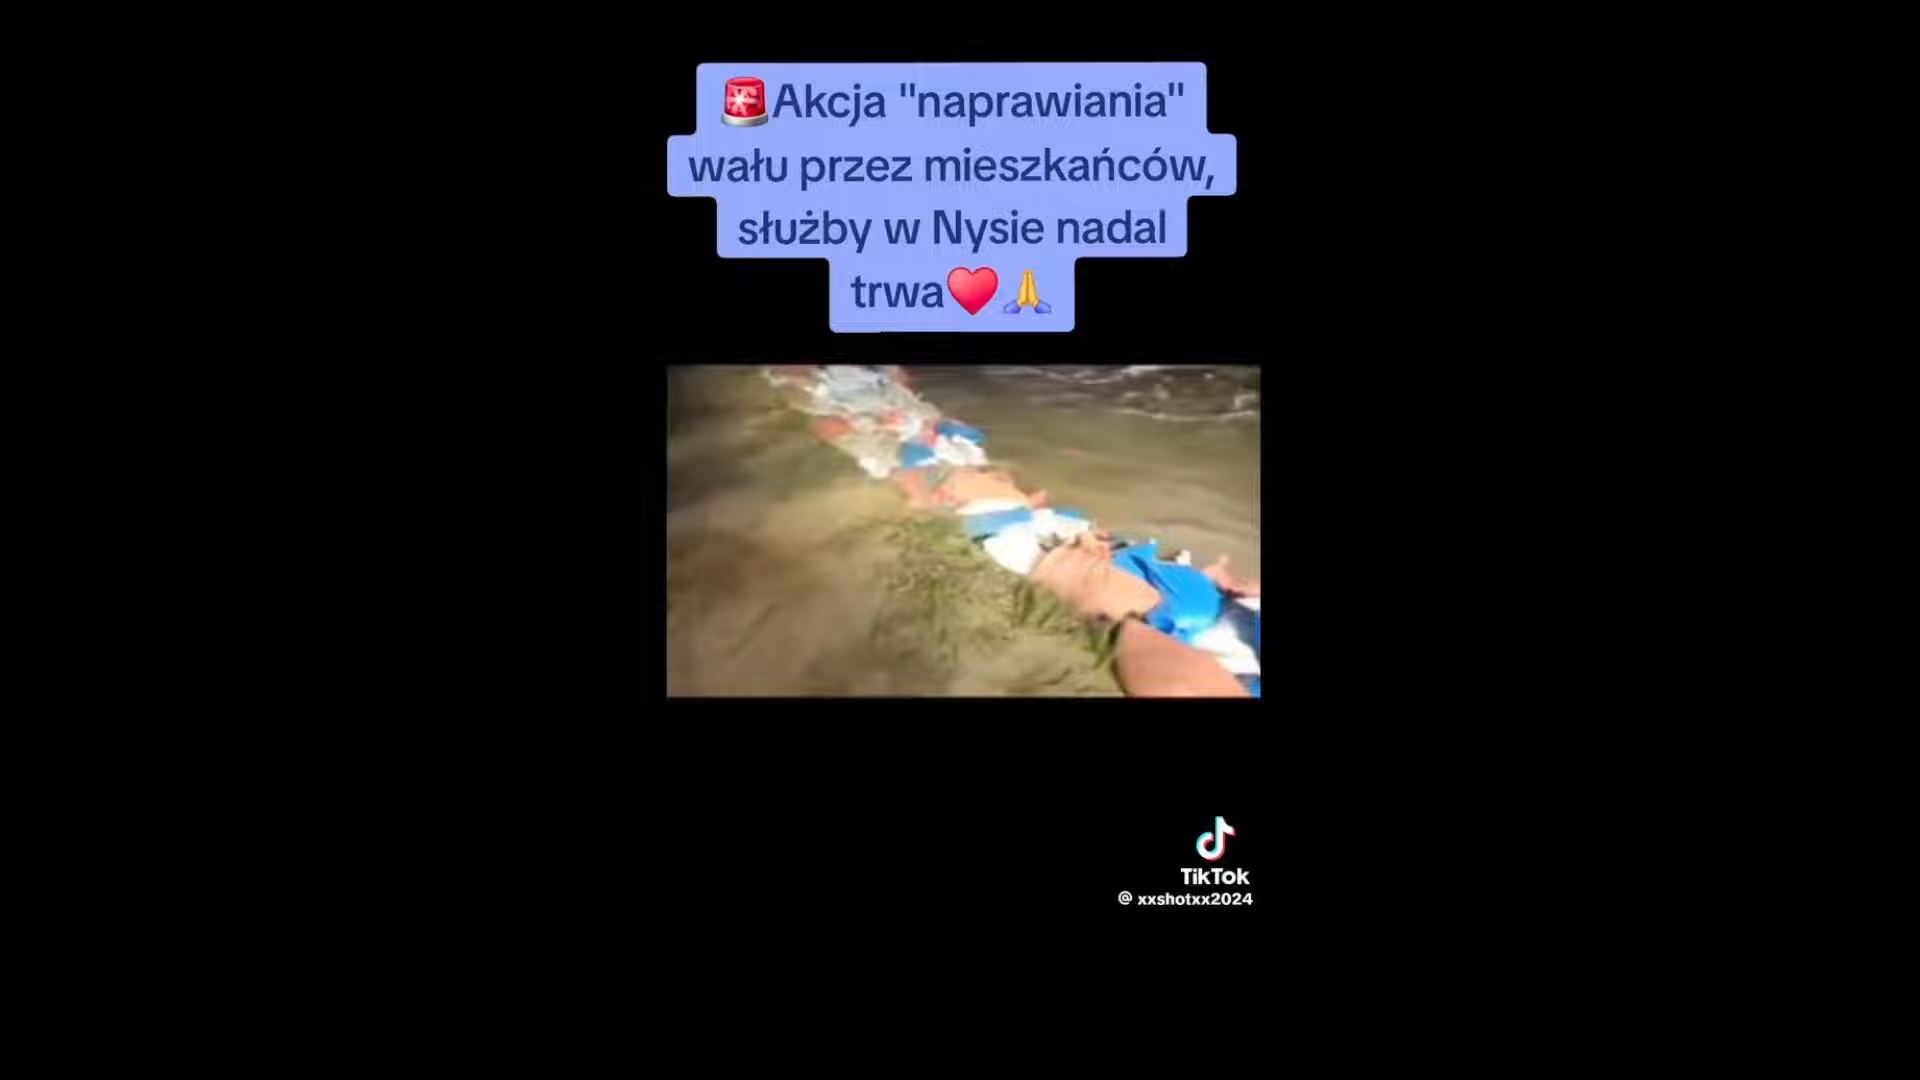 🚨Akcja "naprawiania"
wału przez mieszkańców,
służby w Nysie nadal
trwa♥️🙏
TikTok
@ xxshotxx2024